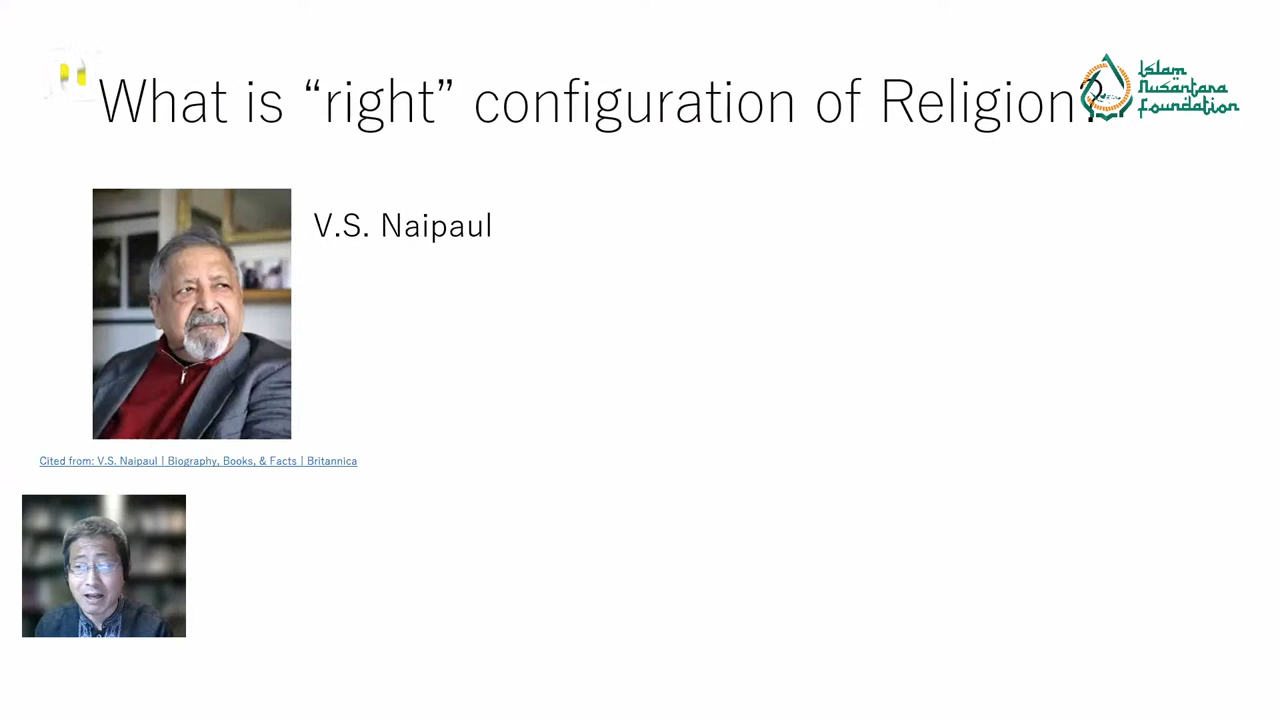 What is “right” configuration of Religion?
Islam
Nusantara
Foundation
V.S. Naipaul
Cited from: V.S. Naipaul | Biography, Books, & Facts | Britannica